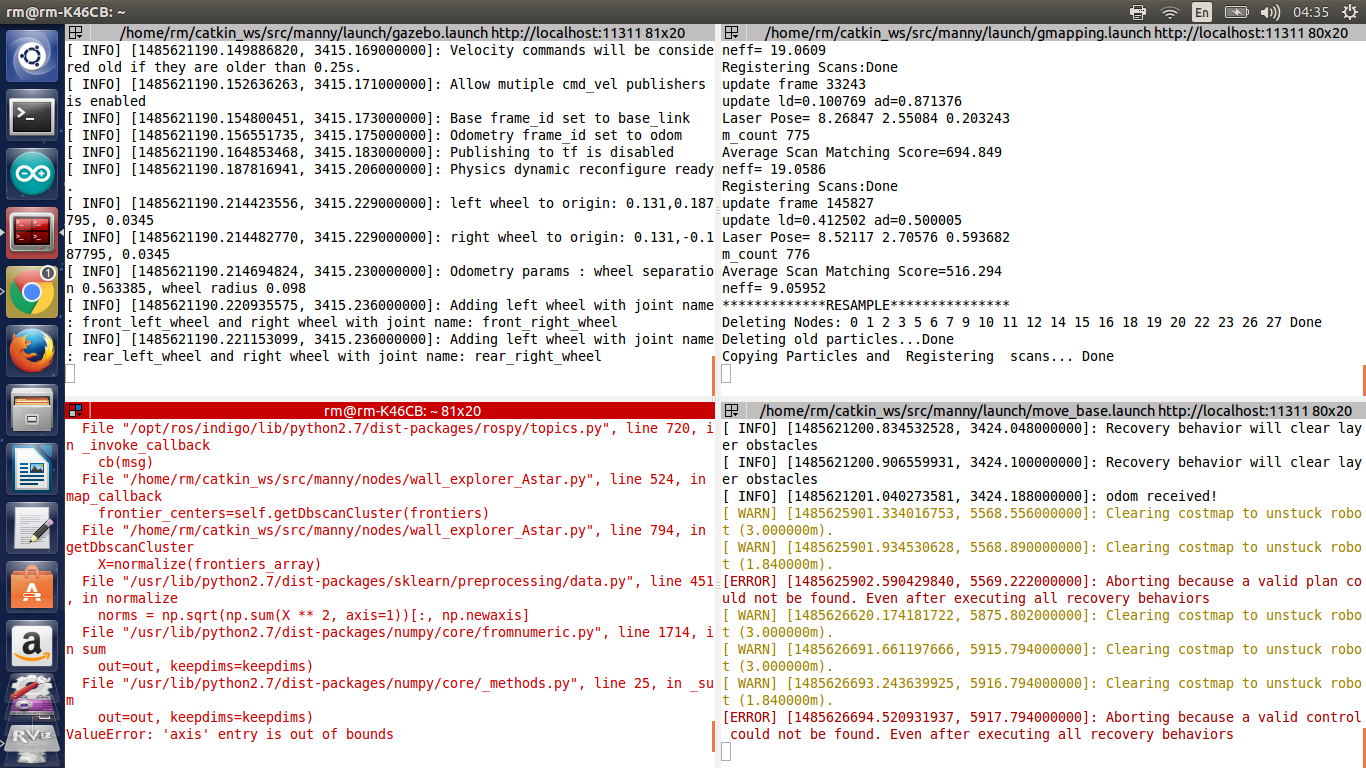 rm@rm-K46CB: ~
En
04:35
/home/rm/catkin_ws/src/manny/launch/gazebo.launch http://localhost:11311 81x20
[ INFO] [1485621190.149886820, 3415.169000000]: Velocity commands will be conside
red old if they are older than 0.25s.
[ INFO] [1485621190.152636263, 3415.171000000]: Allow mutiple cmd_vel publishers
is enabled
[ INFO] [1485621190.154800451, 3415.173000000]: Base frame_id set to base_link
[ INFO] [1485621190.156551735, 3415.175000000]: Odometry frame_id set to odom
[ INFO] [1485621190.164853468, 3415.183000000]: Publishing to tf is disabled
[ INFO] [1485621190.187816941, 3415.206000000]: Physics dynamic reconfigure ready
.
[ INFO] [1485621190.214423556, 3415.229000000]: left wheel to origin: 0.131,0.187
795, 0.0345
[ INFO] [1485621190.214482770, 3415.229000000]: right wheel to origin: 0.131,-0.1
87795, 0.0345
[ INFO] [1485621190.214694824, 3415.230000000]: Odometry params : wheel separatio
n 0.563385, wheel radius 0.098
[ INFO] [1485621190.220935575, 3415.236000000]: Adding left wheel with joint name
: front_left_wheel and right wheel with joint name: front_right_wheel
[ INFO] [1485621190.221153099, 3415.236000000]: Adding left wheel with joint name
: rear_left_wheel and right wheel with joint name: rear_right_wheel
/home/rm/catkin_ws/src/manny/launch/gmapping.launch http://localhost:11311 80x20
neff= 19.0609
Registering Scans:Done
update frame 33243
update ld=0.100769 ad=0.871376
Laser Pose= 8.26847 2.55084 0.203243
m_count 775
Average Scan Matching Score=694.849
neff= 19.0586
Registering Scans:Done
update frame 145827
update ld=0.412502 ad=0.500005
Laser Pose= 8.52117 2.70576 0.593682
m_count 776
Average Scan Matching Score=516.294
neff= 9.05952
*************RESAMPLE***************
Deleting Nodes: 0 1 2 3 5 6 7 9 10 11 12 14 15 16 18 19 20 22 23 26 27 Done
Deleting old particles...Done
Copying Particles and  Registering  scans... Done
rm@rm-K46CB: ~ 81x20
File "/opt/ros/indigo/lib/python2.7/dist-packages/rospy/topics.py", line 720, i
n _invoke_callback
cb(msg)
File "/home/rm/catkin_ws/src/manny/nodes/wall_explorer_Astar.py", line 524, in
map_callback
frontier_centers=self.getDbscanCluster(frontiers)
File "/home/rm/catkin_ws/src/manny/nodes/wall_explorer_Astar.py", line 794, in
getDbscanCluster
X=normalize(frontiers_array)
File "/usr/lib/python2.7/dist-packages/sklearn/preprocessing/data.py", line 451
, in normalize
norms = np.sqrt(np.sum(X ** 2, axis=1))[:, np.newaxis]
File "/usr/lib/python2.7/dist-packages/numpy/core/fromnumeric.py", line 1714, i
n sum
out=out, keepdims=keepdims)
File "/usr/lib/python2.7/dist-packages/numpy/core/_methods.py", line 25, in _su
m
out=out, keepdims=keepdims)
ValueError: 'axis' entry is out of bounds
/home/rm/catkin_ws/src/manny/launch/move_base.launch http://localhost:11311 80x20
[ INFO] [1485621200.834532528, 3424.048000000]: Recovery behavior will clear lay
er obstacles
[ INFO] [1485621200.906559931, 3424.100000000]: Recovery behavior will clear lay
er obstacles
[ INFO] [1485621201.040273581, 3424.188000000]: odom received!
[ WARN] [1485625901.334016753, 5568.556000000]: Clearing costmap to unstuck robo
t (3.000000m).
[ WARN] [1485625901.934530628, 5568.890000000]: Clearing costmap to unstuck robo
t (1.840000m).
[ERROR] [1485625902.590429840, 5569.222000000]: Aborting because a valid plan co
uld not be found. Even after executing all recovery behaviors
[ WARN] [1485626620.174181722, 5875.802000000]: Clearing costmap to unstuck robo
t (3.000000m).
[ WARN] [1485626691.661197666, 5915.794000000]: Clearing costmap to unstuck robo
t (3.000000m).
[ WARN] [1485626693.243639925, 5916.794000000]: Clearing costmap to unstuck robo
t (1.840000m).
[ERROR] [1485626694.520931937, 5917.794000000]: Aborting because a valid control
could not be found. Even after executing all recovery behaviors
1
RViz